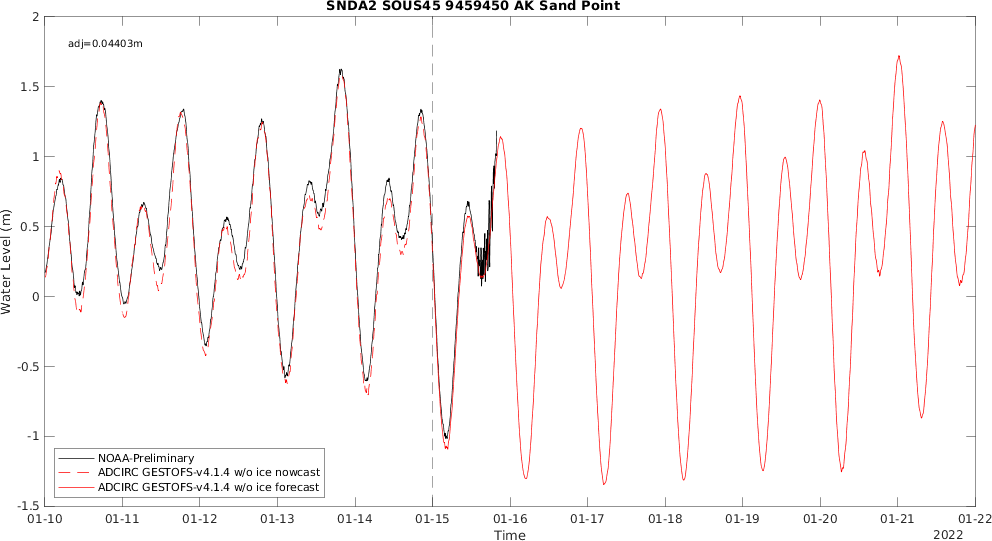 SNDA2 SOUS45 9459450 AK Sand Point
adj=0.04403m
2
1.5
1
0.5
0
-0.5
-1
-1.5
Water Level (m)
NOAA-Preliminary
ADCIRC GESTOFS-v4.1.4 w/o ice nowcast
ADCIRC GESTOFS-v4.1.4 w/o ice forecast
01-10 01-11 01-12 01-13 01-14 01-15 01-16 01-17 01-18 01-19 01-20 01-21 01-22
Time
2022